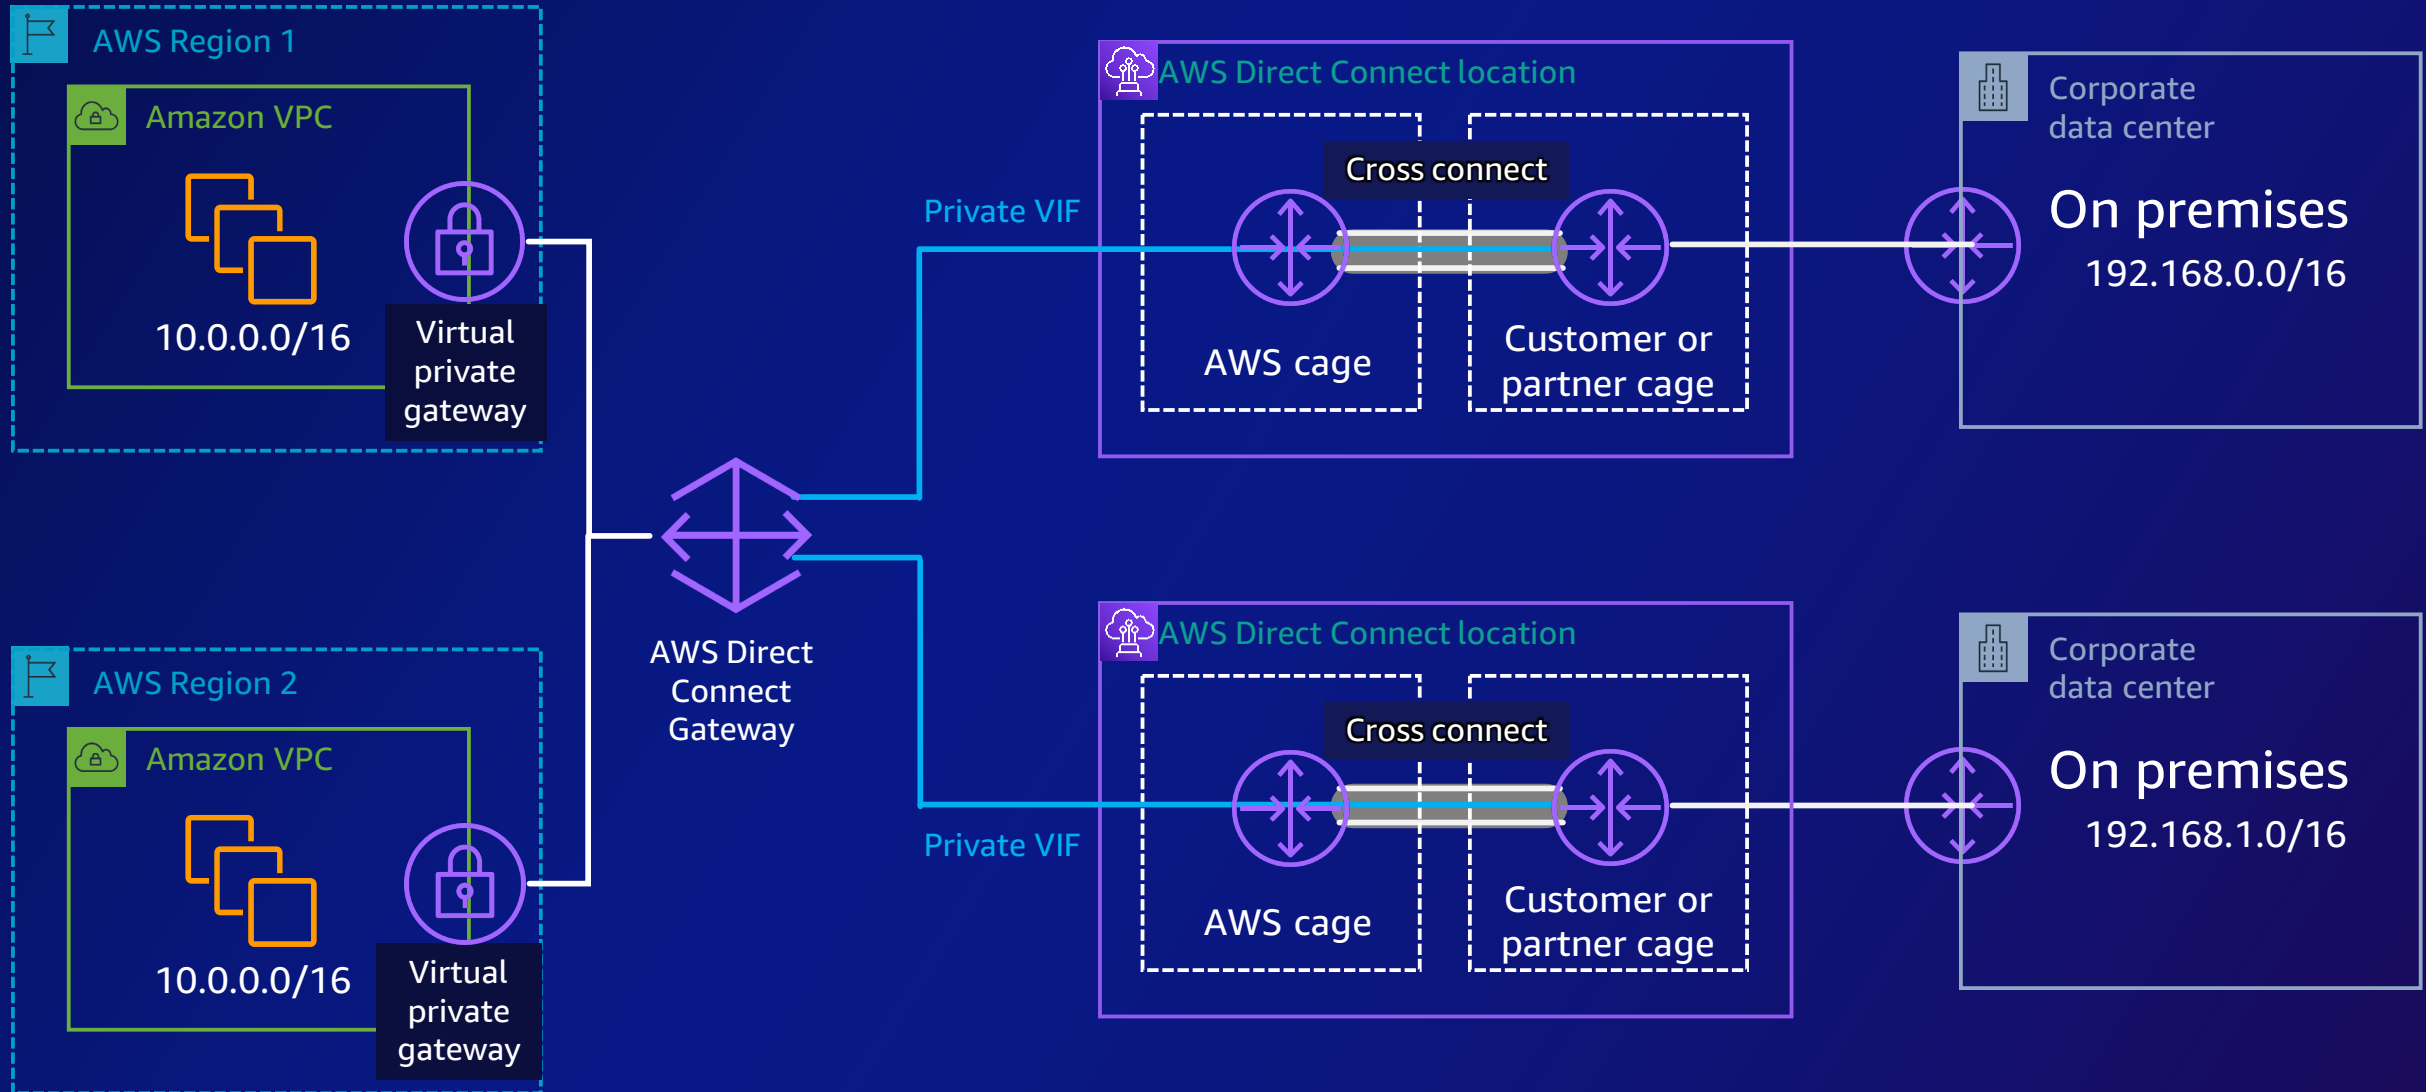 AWS Region 1
Amazon VPC
10.0.0.0/16
Virtual
private
gateway
AWS Region 2
Amazon VPC
10.0.0.0/16
Virtual
private
gateway
AWS Direct
Connect
Gateway
Private VIF
AWS Direct Connect location
Cross connect
AWS cage
Customer or
partner cage
Corporate
data center
On premises
192.168.0.0/16
Private VIF
AWS Direct Connect location
Cross connect
AWS cage
Customer or
partner cage
Corporate
data center
On premises
192.168.1.0/16